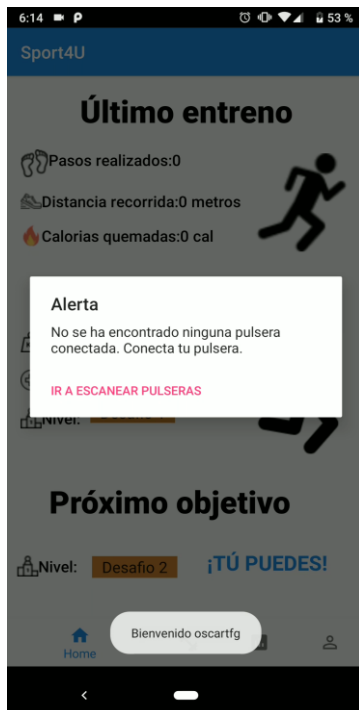 6:14
53 %
Sport4U
Último entreno
Pasos realizados:0
Distancia recorrida:0 metros
Calorias quemadas:0 cal
Alerta
No se ha encontrado ninguna pulsera
conectada. Conecta tu pulsera.
IR A ESCANEAR PULSERAS
Nivel:
Próximo objetivo
Nivel: Desafio 2 ¡TÚ PUEDES!
Bienvenido oscartfg
Home